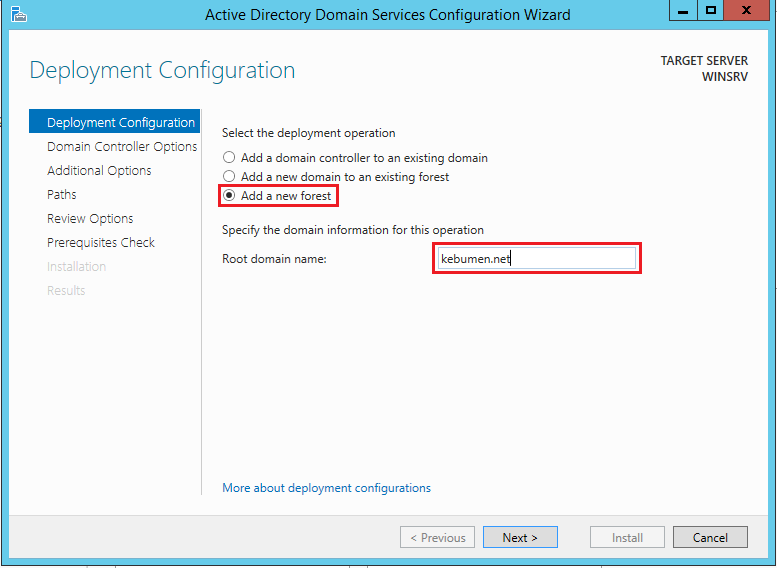 Active Directory Domain Services Configuration Wizard
Deployment Configuration
TARGET SERVER
WINSRV
Deployment Configuration
Domain Controller Options
Additional Options
Paths
Review Options
Prerequisites Check
Installation
Results
Select the deployment operation
Add a domain controller to an existing domain
Add a new domain to an existing forest
Add a new forest
Specify the domain information for this operation
Root domain name:
kebumen.net
More about deployment configurations
< Previous
Next >
Install
Cancel